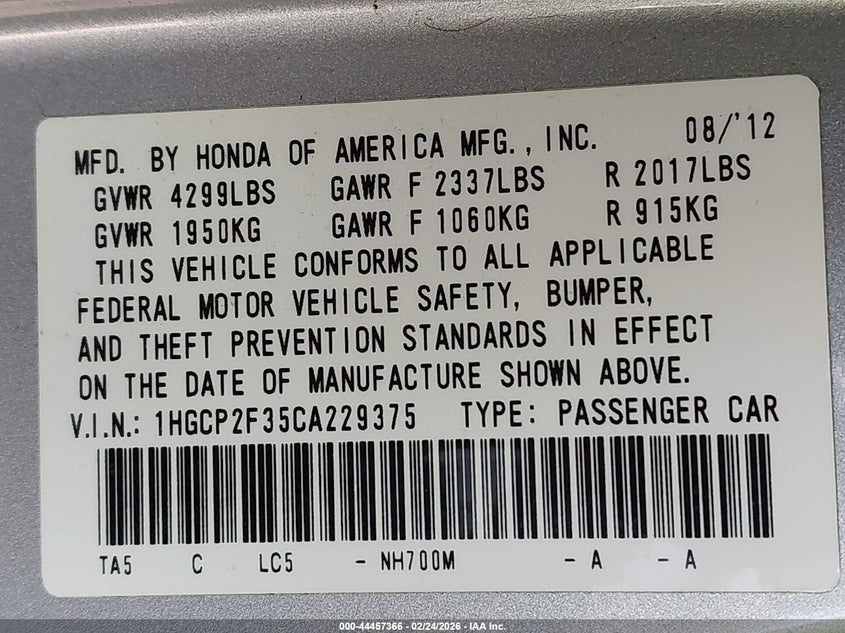 MFD. BY HONDA OF AMERICA MFG., INC. 08/'12
GVWR 4299LBS GAWR F 2337LBS R 2017LBS
GVWR 1950KG GAWR F 1060KG R 915KG
THIS VEHICLE CONFORMS TO ALL APPLICABLE
FEDERAL MOTOR VEHICLE SAFETY, BUMPER,
AND THEFT PREVENTION STANDARDS IN EFFECT
ON THE DATE OF MANUFACTURE SHOWN ABOVE.
V.I.N.: 1HGCP2F35CA229375 TYPE: PASSENGER CAR
TA5 C LC5 - NH700M - A - A
000-44457366 - 02/24/2026 - IAA Inc.